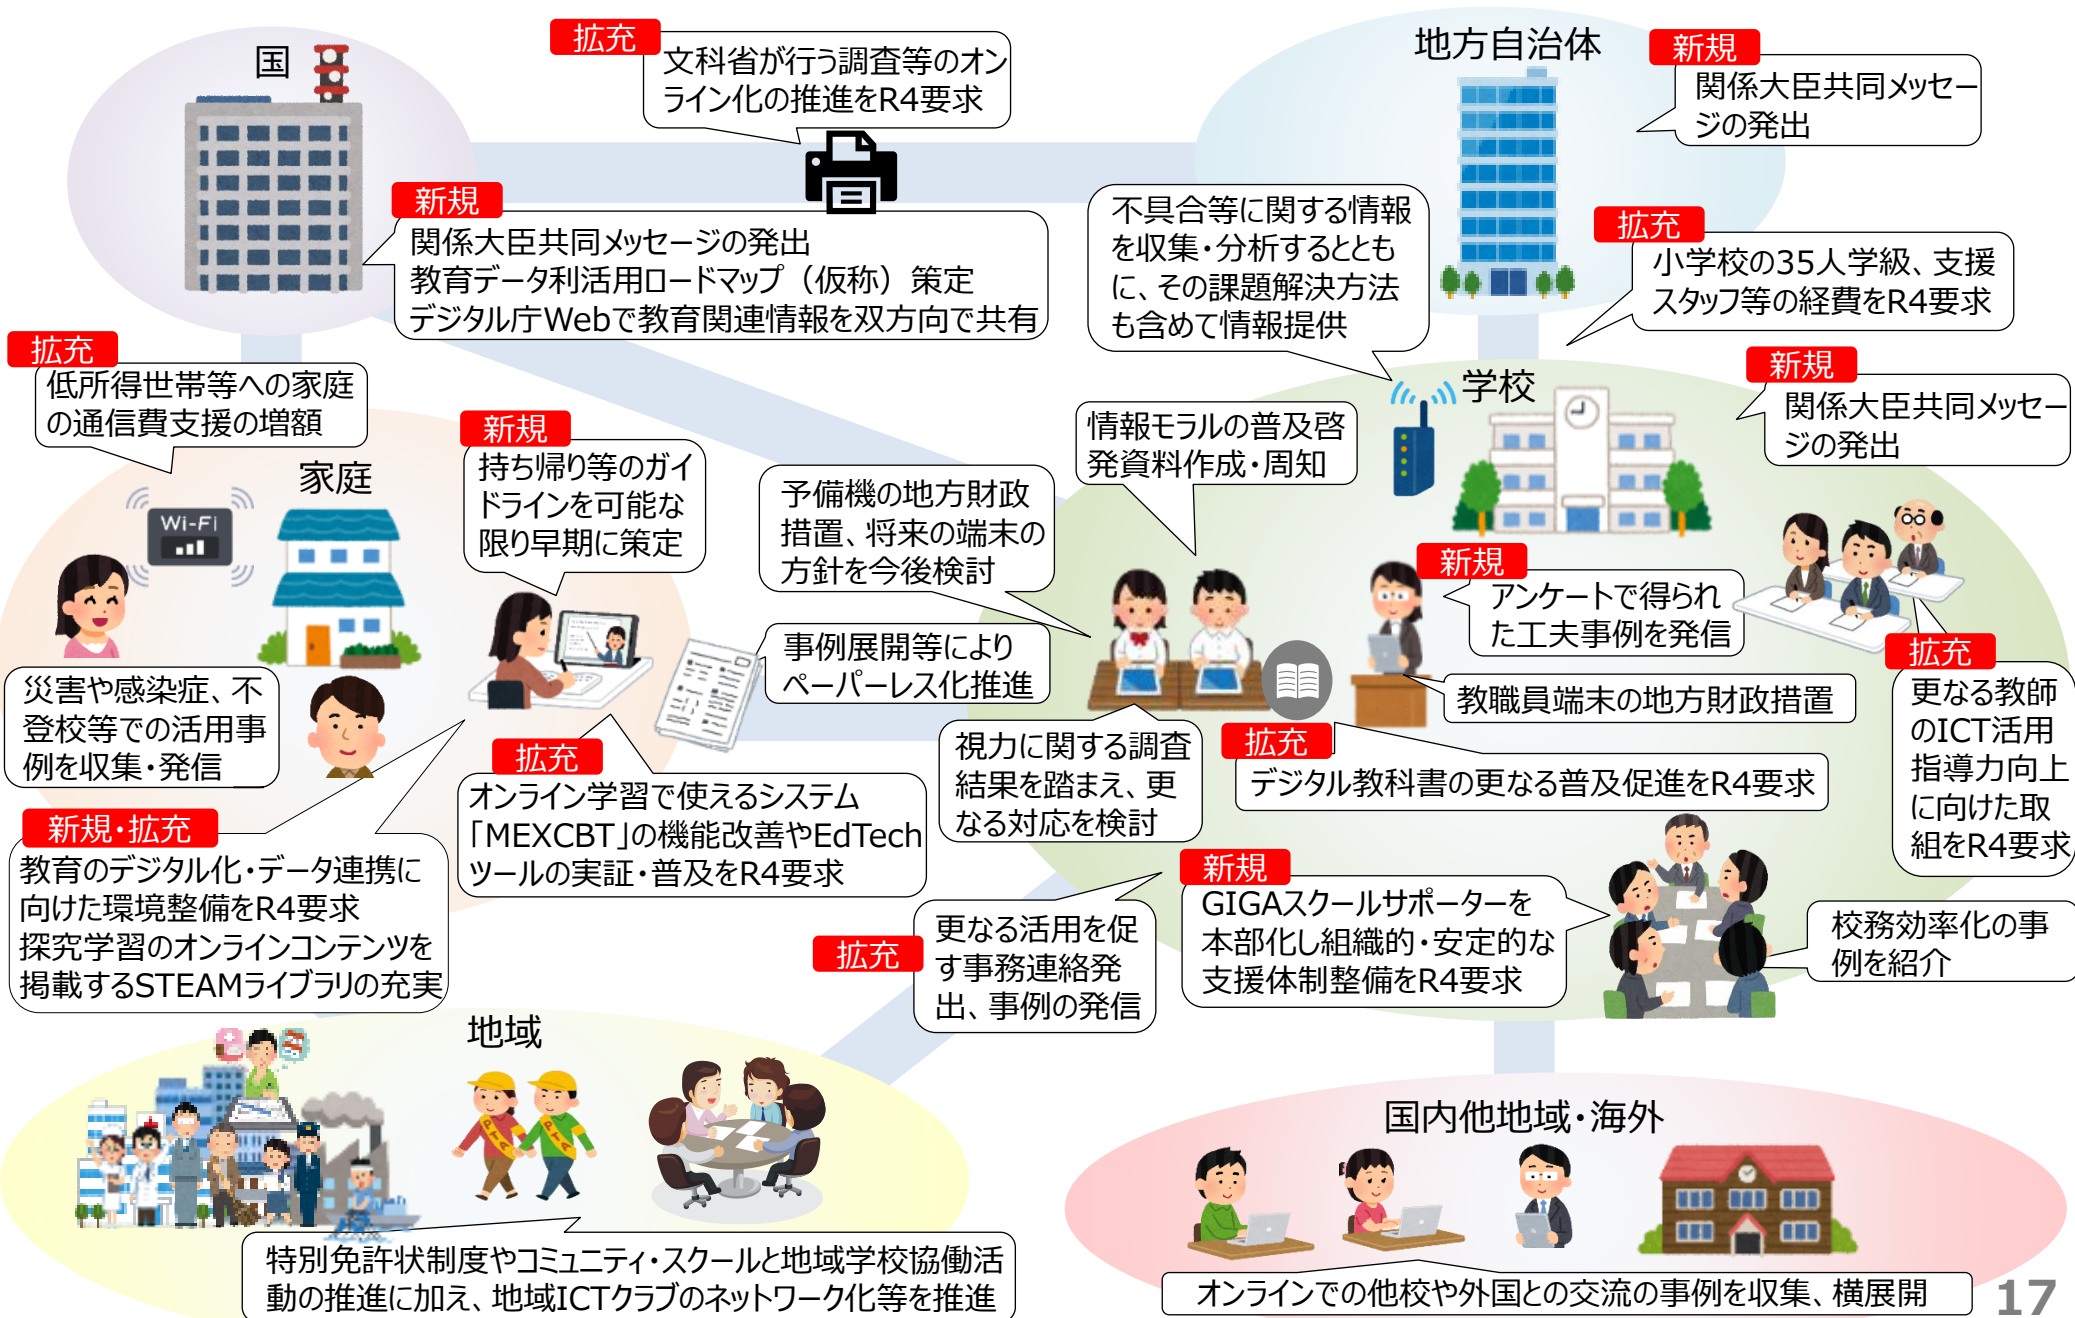 国
拡充
文科省が行う調査等のオン
ライン化の推進をR4要求
地方自治体
新規
関係大臣共同メッセー
ジの発出
新規
関係大臣共同メッセージの発出
教育データ利活用ロードマップ（仮称）策定
デジタル庁Webで教育関連情報を双方向で共有
不具合等に関する情報
を収集・分析するととも
に、その課題解決方法
も含めて情報提供
拡充
小学校の35人学級、支援
スタッフ等の経費をR4要求
拡充
低所得世帯等への家庭
の通信費支援の増額
家庭
Wi-Fi
新規
持ち帰り等のガイ
ドラインを可能な
限り早期に策定
学校
新規
関係大臣共同メッセー
ジの発出
情報モラルの普及啓
発資料作成・周知
予備機の地方財政
措置、将来の端末の
方針を今後検討
新規
アンケートで得られ
た工夫事例を発信
事例展開等により
ペーパーレス化推進
教職員端末の地方財政措置
拡充
更なる教師
のICT活用
指導力向上
に向けた取
組をR4要求
災害や感染症、不
登校等での活用事
例を収集・発信
拡充
オンライン学習で使えるシステム
「MEXCBT」の機能改善やEdTech
ツールの実証・普及をR4要求
視力に関する調査
結果を踏まえ、更
なる対応を検討
拡充
デジタル教科書の更なる普及促進をR4要求
新規・拡充
教育のデジタル化・データ連携に
向けた環境整備をR4要求
探究学習のオンラインコンテンツを
掲載するSTEAMライブラリの充実
拡充
更なる活用を促
す事務連絡発
出、事例の発信
新規
GIGAスクールサポーターを
本部化し組織的・安定的な
支援体制整備をR4要求
校務効率化の事
例を紹介
地域
PTA
PTA
特別免許状制度やコミュニティ・スクールと地域学校協働活
動の推進に加え、地域ICTクラブのネットワーク化等を推進
国内他地域・海外
オンラインでの他校や外国との交流の事例を収集、横展開
17